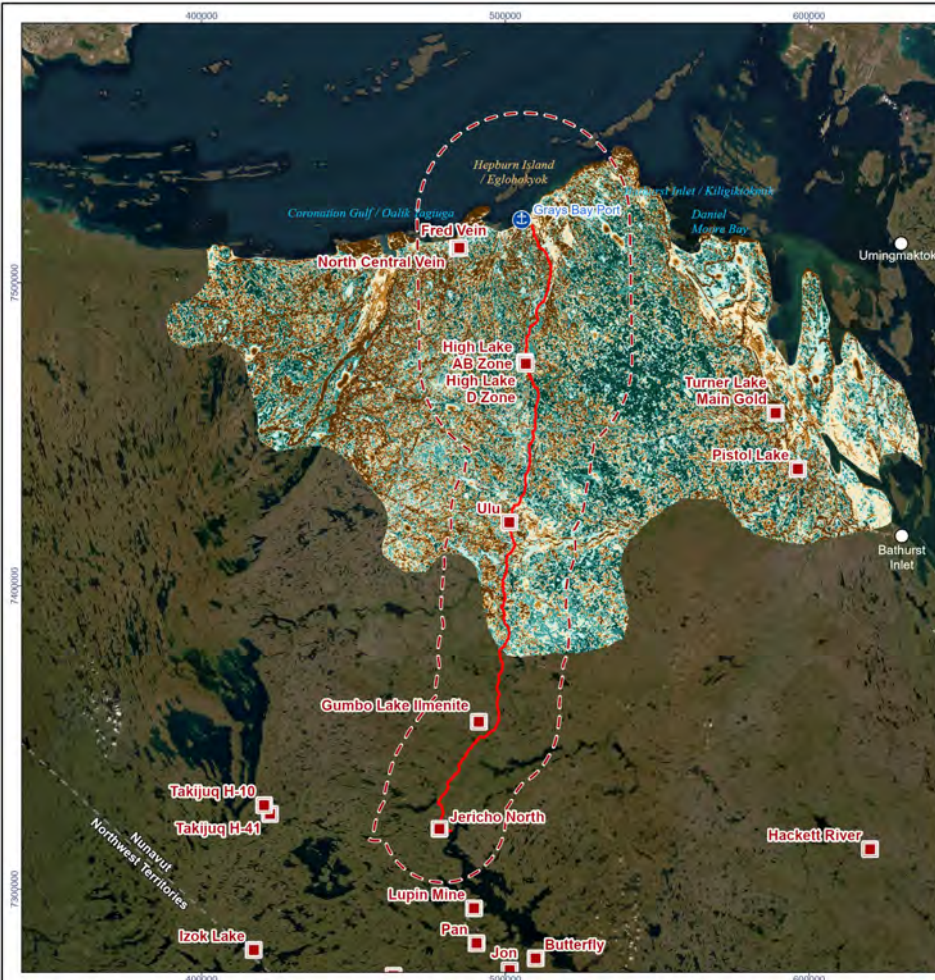 400000
500000
600000
Hepburn Island
/ Eglohokyok
Daniel
Moore Bay
Coronation Gulf / Qalik Tagiuga
Grays Bay Port
Fred Vein
North Central Vein
Umingmaktok
7500000
High Lake
AB Zone
High Lake
D Zone
Turner Lake
Main Gold
Pistol Lake
Ulu
Bathurst
Inlet
7400000
Gumbo Lake Ilmenite
Takijuq H-10
Takijuq H-41
Jericho North
Hackett River
Nunavut
Northwest Territories
7300000
Lupin Mine
Pan
Izok Lake
Jon
Butterfly
400000
500000
600000